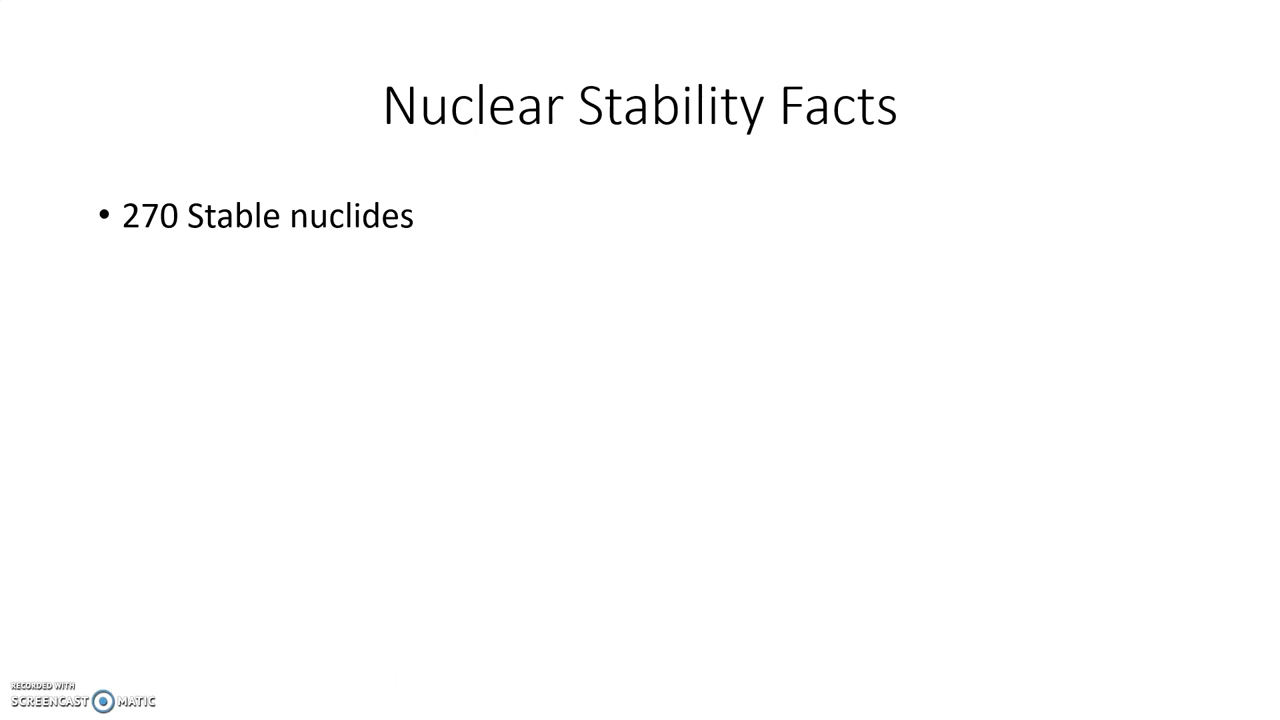 Nuclear Stability Facts
• 270 Stable nuclides
RECORDED WITH
SCREENCAST MATIC